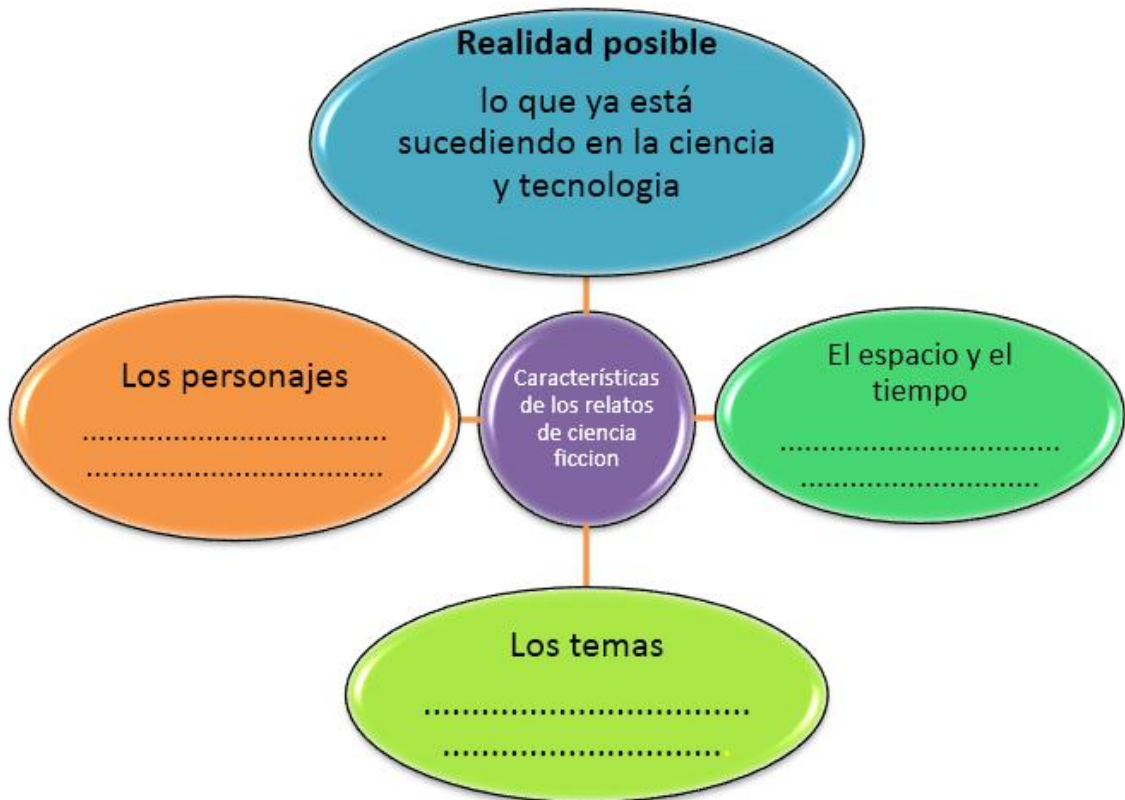 Realidad posible
lo que ya está
sucediendo en la ciencia
y tecnologia
Los personajes
.....................................
....................................
Característícas
de los relatos
de ciencia
ficcion
El espacio y el
tiempo
..................................
.............................
Los temas
..................................
.............................